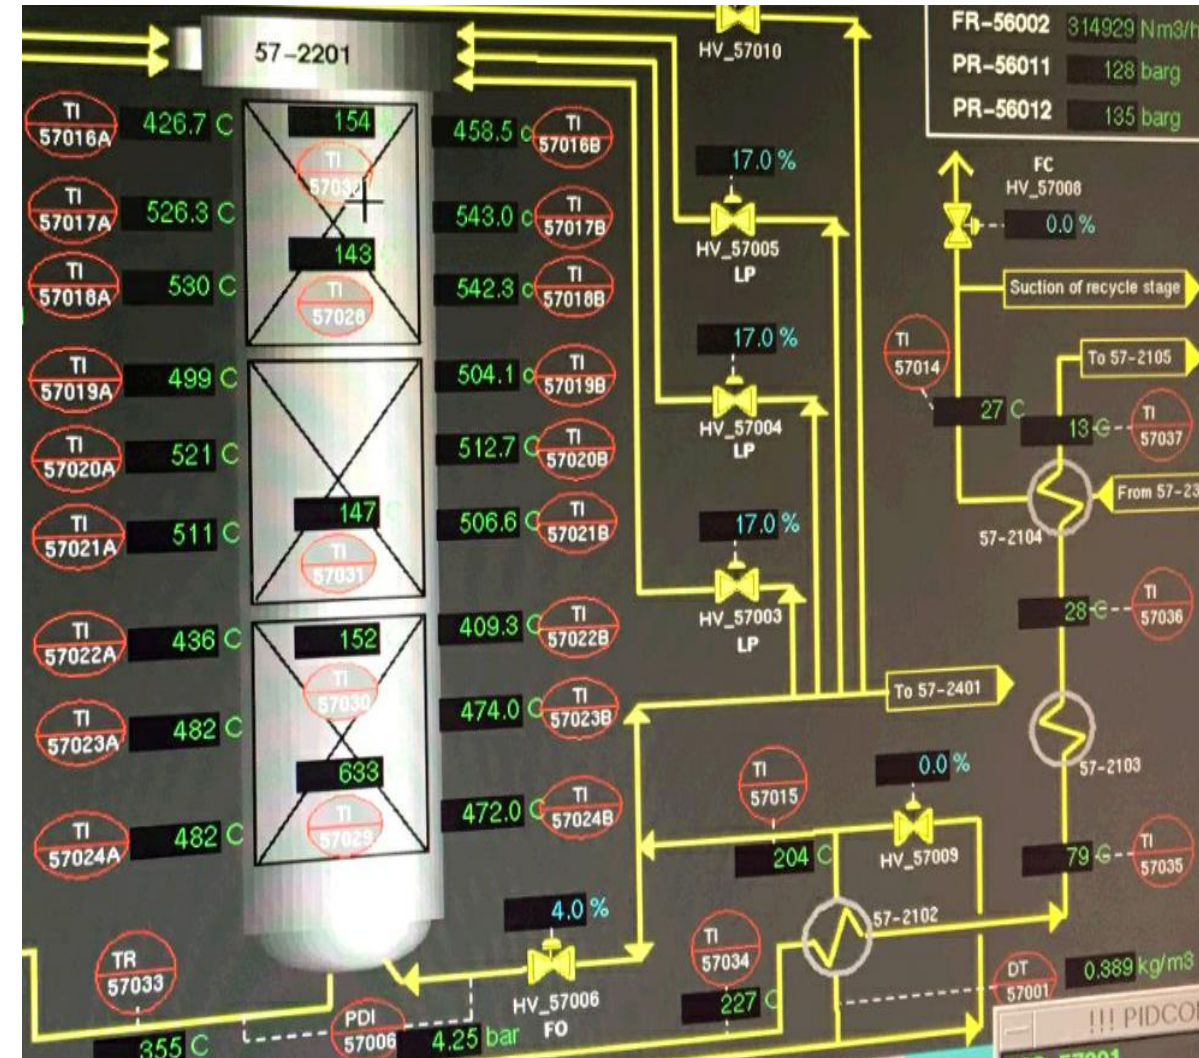 57-2201
HV_57010
FR-56002 314929 Nm3/h
PR-56011 128 barg
PR-56012 135 barg
TI 57016A 426.7 C
154
458.5 c TI 57016B
17.0 %
FC
HV_57008
0.0 %
TI
TI 57017A 526.3 C
143
543.0 c TI 57017B
HV_57005
LP
TI 57018A 530 C
TI 57028
542.3 c TI 57018B
Suction of recycle stage
17.0 %
TI 57014
To 57-2105
TI 57019A 499 C
504.1 c TI 57019B
27 C
13 C TI 57037
HV_57004
LP
TI 57020A 521 C
512.7 C TI 57020B
From 57-23
TI 57021A 511 C
147
TI 57031
506.6 C TI 57021B
17.0 %
57-2104
HV_57003
LP
28 C TI 57036
TI 57022A 436 C
152
TI 57030
409.3 C TI 57022B
To 57-2401
TI 57023A 482 C
633
TI 57029
474.0 C TI 57023B
TI 57015
0.0 %
57-2103
TI 57024A 482 C
472.0 C TI 57024B
204 C
HV_57009
79 C TI 57035
4.0 %
57-2102
TR 57033
HV_57006
FO
TI 57034
227 C
DT 57001
0.389 kg/m3
355 C
PDI 57006 4.25 bar
!!! PIDCO